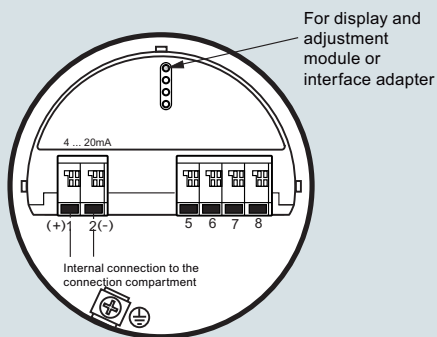 For display and
adjustment
module or
interface adapter
4 ... 20mA
(+)1 2(-) 5 6 7 8
Internal connection to the
connection compartment